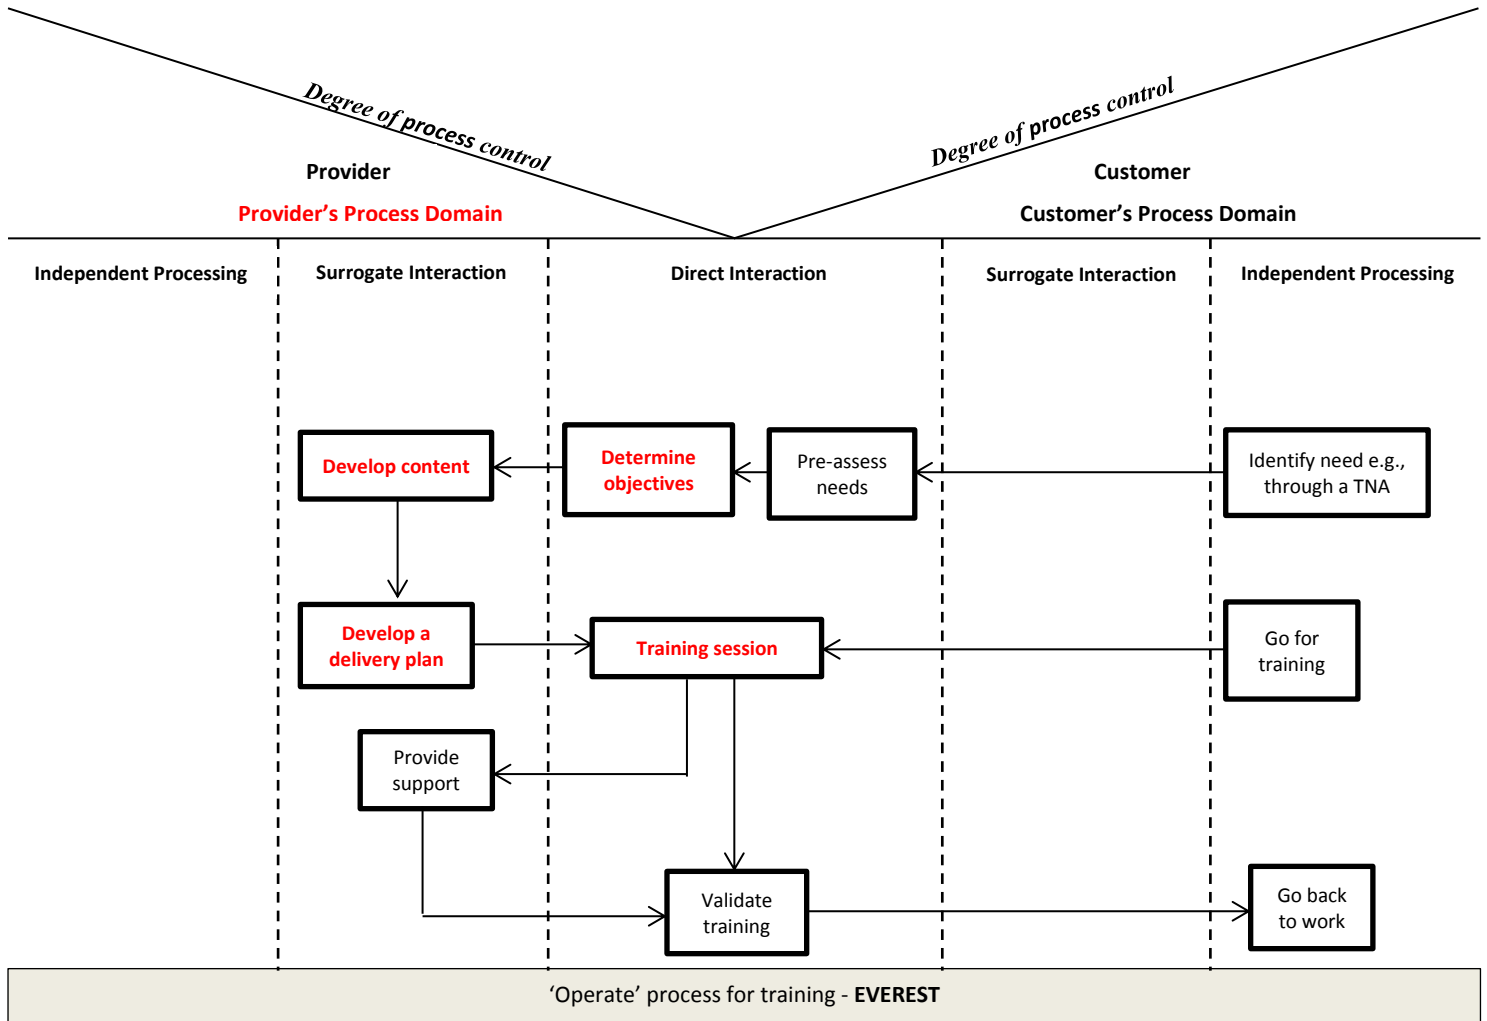 Degree of process control
Degree of process control
Provider
Customer
Provider’s Process Domain
Customer’s Process Domain
Independent Processing
Surrogate Interaction
Direct Interaction
Surrogate Interaction
Independent Processing
Develop content
Determine
objectives
Pre-assess
needs
Identify need e.g.,
through a TNA
Develop a
delivery plan
Training session
Go for
training
Provide
support
Validate
training
Go back
to work
‘Operate’ process for training - EVEREST